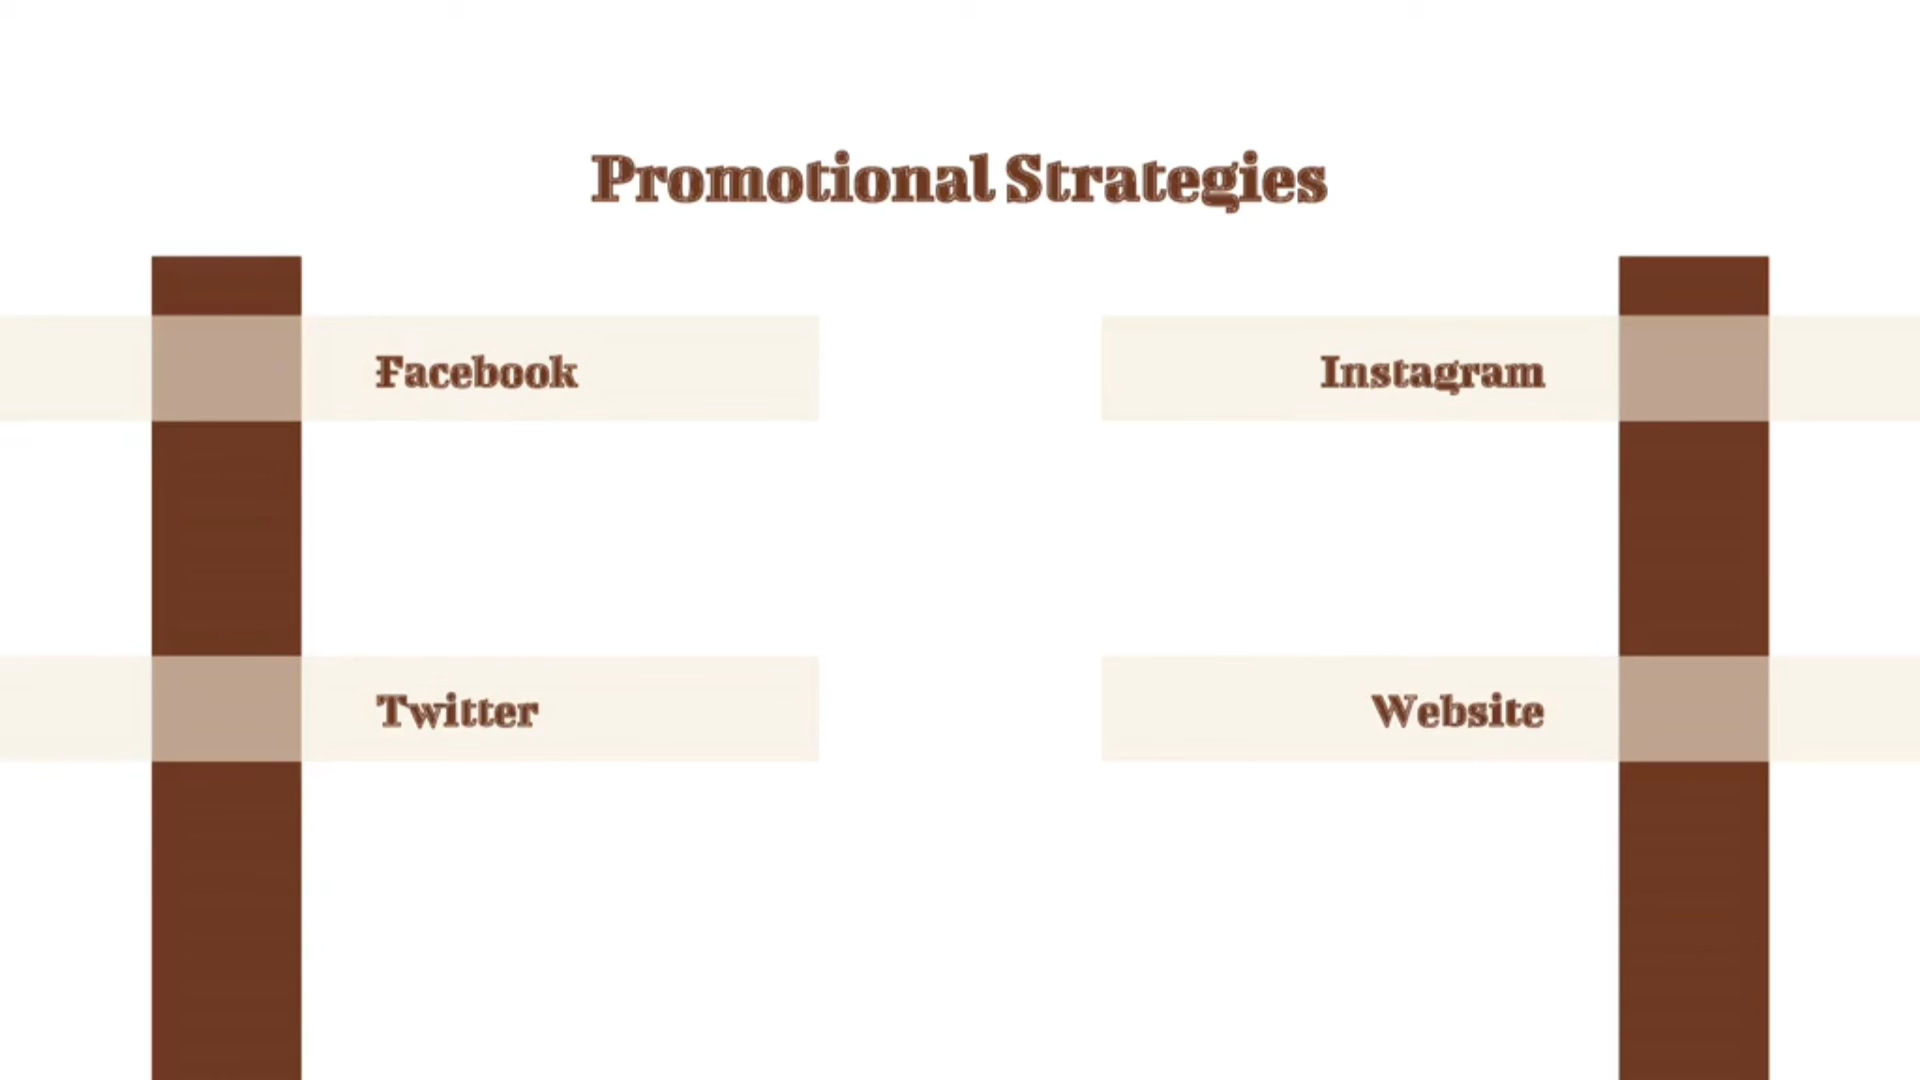 Promotional Strategies
Facebook
Instagram
Twitter
Website